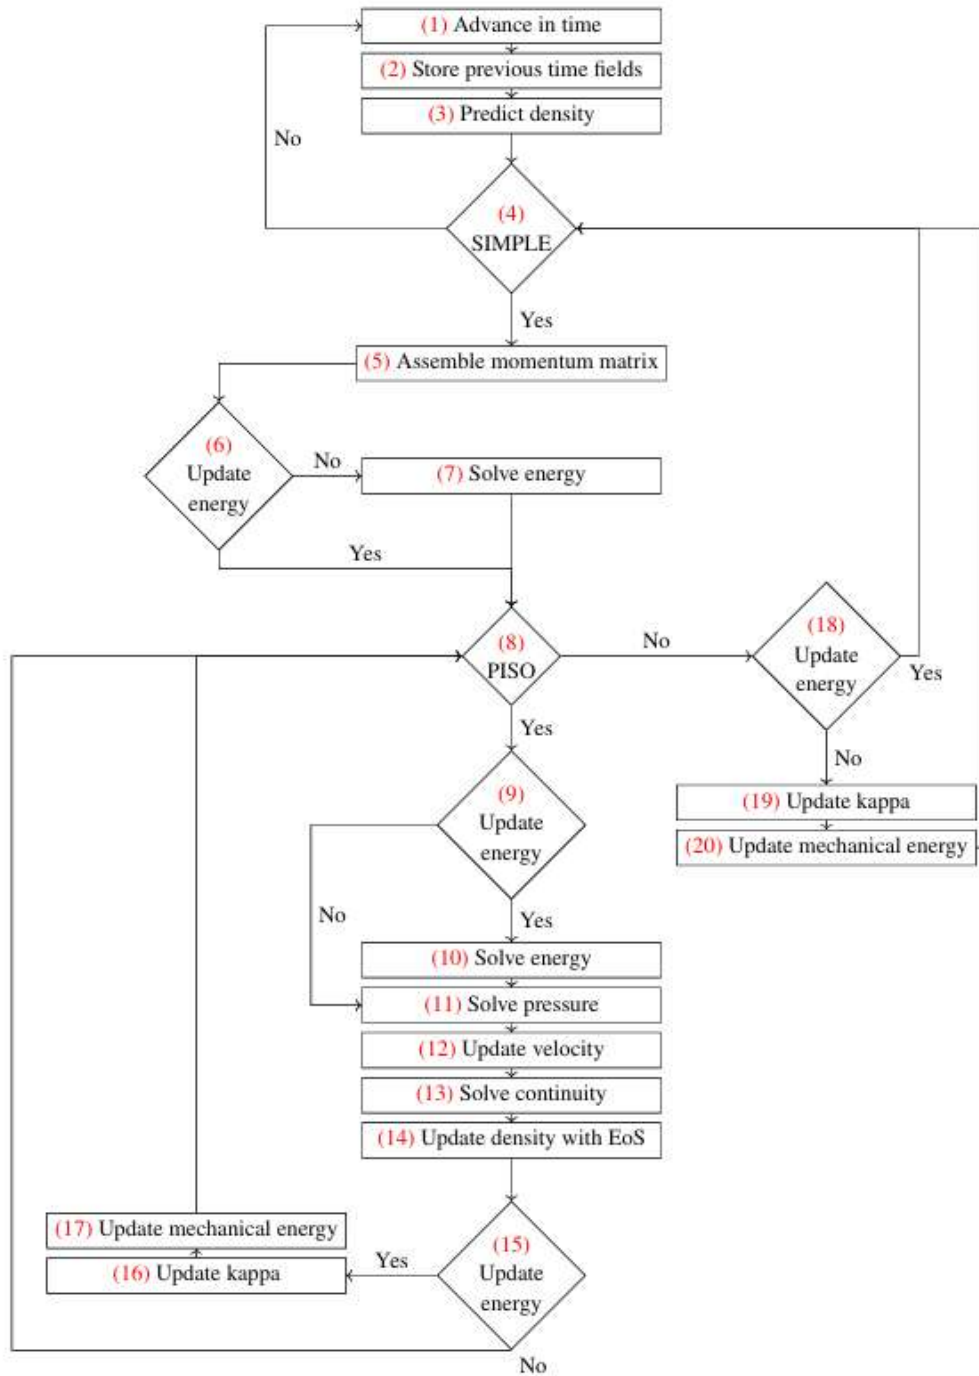 (1) Advance in time
(2) Store previous time fields
(3) Predict density
No
(4)
SIMPLE
Yes
(5) Assemble momentum matrix
(6)
Update
energy
No
(7) Solve energy
Yes
(8)
PISO
No
(18)
Update
energy
Yes
Yes
No
(9)
Update
energy
(19) Update kappa
(20) Update mechanical energy
No
Yes
(10) Solve energy
(11) Solve pressure
(12) Update velocity
(13) Solve continuity
(14) Update density with EoS
(17) Update mechanical energy
(16) Update kappa
Yes
(15)
Update
energy
No